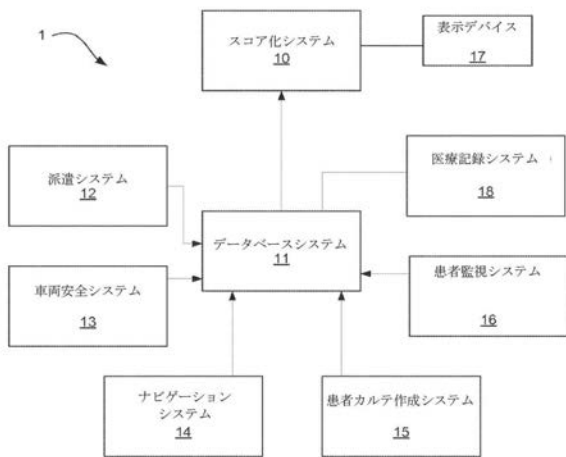 1
スコア化システム
10
表示デバイス
17
派遣システム
12
医療記録システム
18
データベースシステム
11
車両安全システム
13
患者監視システム
16
ナビゲーション
システム
14
患者カルテ作成システム
15